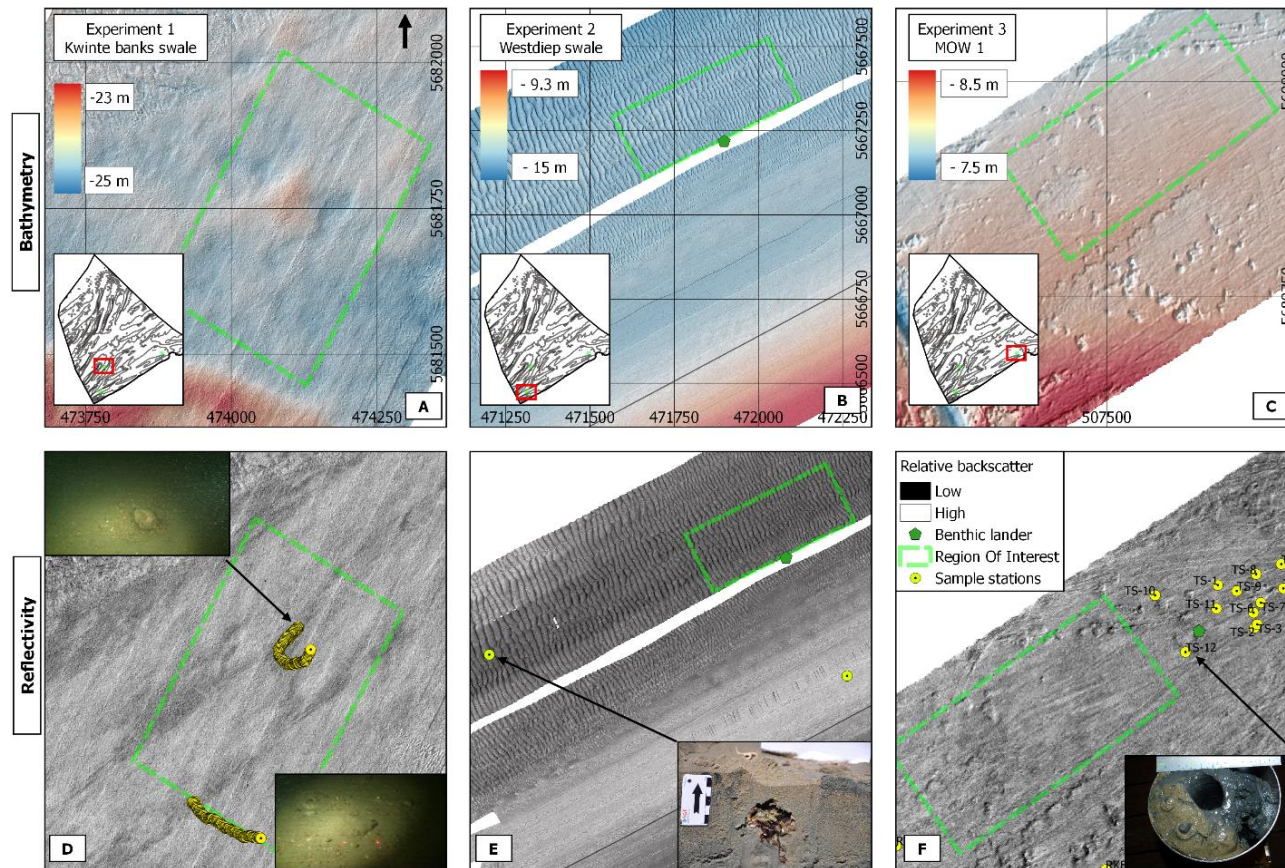 Bathymetry
Experiment 1
Kwinte banks swale
-23 m
-25 m
5682000
5681750
5681500
473750
474000
474250
A
Experiment 2
Westdiep swale
-9.3 m
-15 m
5667500
5667250
5667000
5666750
5666500
471250
471500
471750
472000
472250
B
Experiment 3
MOW 1
- 8.5 m
- 7.5 m
507500
C
Reflectivity
D
E
Relative backscatter
Low
High
Benthic lander
Region Of Interest
Sample stations
TS-8
TS-1
TS-9
TS-10
TS-11
TS-6
TS-2
TS-3
TS-12
F